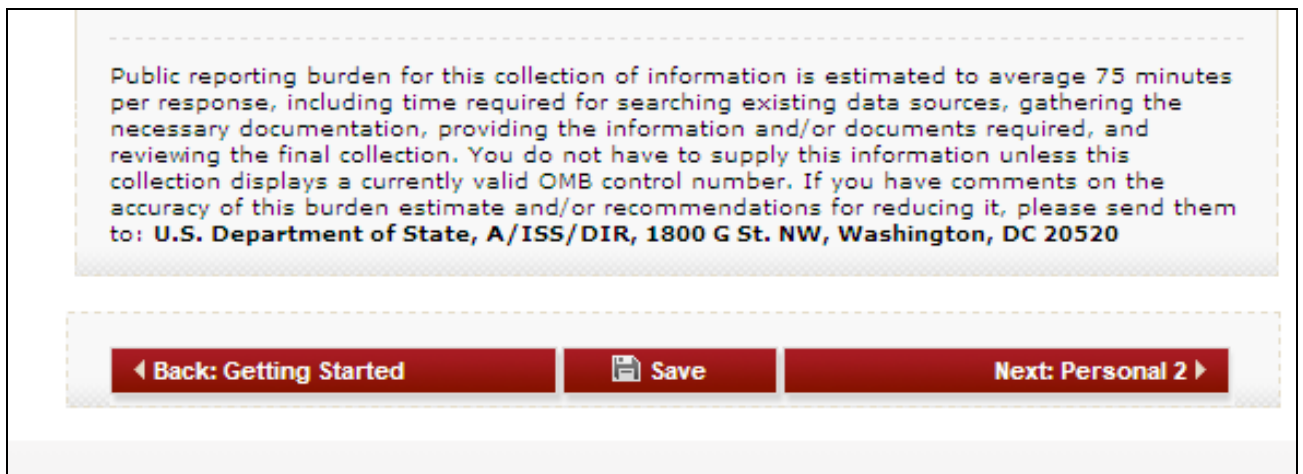 Public reporting burden for this collection of information is estimated to average 75 minutes
per response, including time required for searching existing data sources, gathering the
necessary documentation, providing the information and/or documents required, and
reviewing the final collection. You do not have to supply this information unless this
collection displays a currently valid OMB control number. If you have comments on the
accuracy of this burden estimate and/or recommendations for reducing it, please send them
to: U.S. Department of State, A/ISS/DIR, 1800 G St. NW, Washington, DC 20520
Back: Getting Started
Save
Next: Personal 2